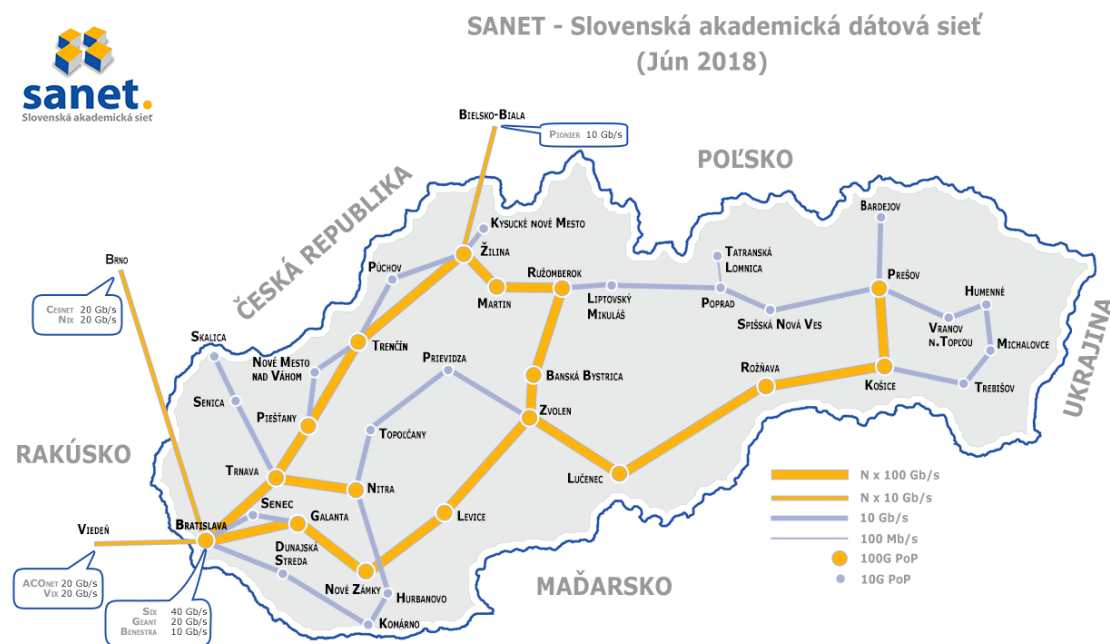 SANET - Slovenská akademická dátová sieť
(Jún 2018)
sanet.
Slovenská akademická sieť
Bielsko-Biala
Pionier 10 Gb/s
POĽSKO
ČESKÁ REPUBLIKA
Bardejov
Kysucké Nové Mesto
Žilina
Tatranská
Lomnica
Brno
Púchov
Ružomberok
Prešov
Martin
Liptovský
Mikuláš
Poprad
Humenné
Cesnet 20 Gb/s
Nix 20 Gb/s
Spišská Nová Ves
Vranov
n.Topľou
Skalica
Trenčín
Prievidza
Michalovce
UKRAJINA
Nové Mesto
nad Váhom
Banská Bystrica
Rožňava
Košice
Trebišov
Senica
Piešťany
Zvolen
Topoľčany
RAKÚSKO
Trnava
Nitra
Lučenec
N x 100 Gb/s
N x 10 Gb/s
Senec
Galanta
Levice
10 Gb/s
Viedeň
Bratislava
100 Mb/s
Dunajská
Streda
100G PoP
10G PoP
ACOnet 20 Gb/s
Vix 20 Gb/s
Nové Zámky
Hurbanovo
MAĎARSKO
Six 40 Gb/s
Geant 20 Gb/s
Benestra 10 Gb/s
Komárno